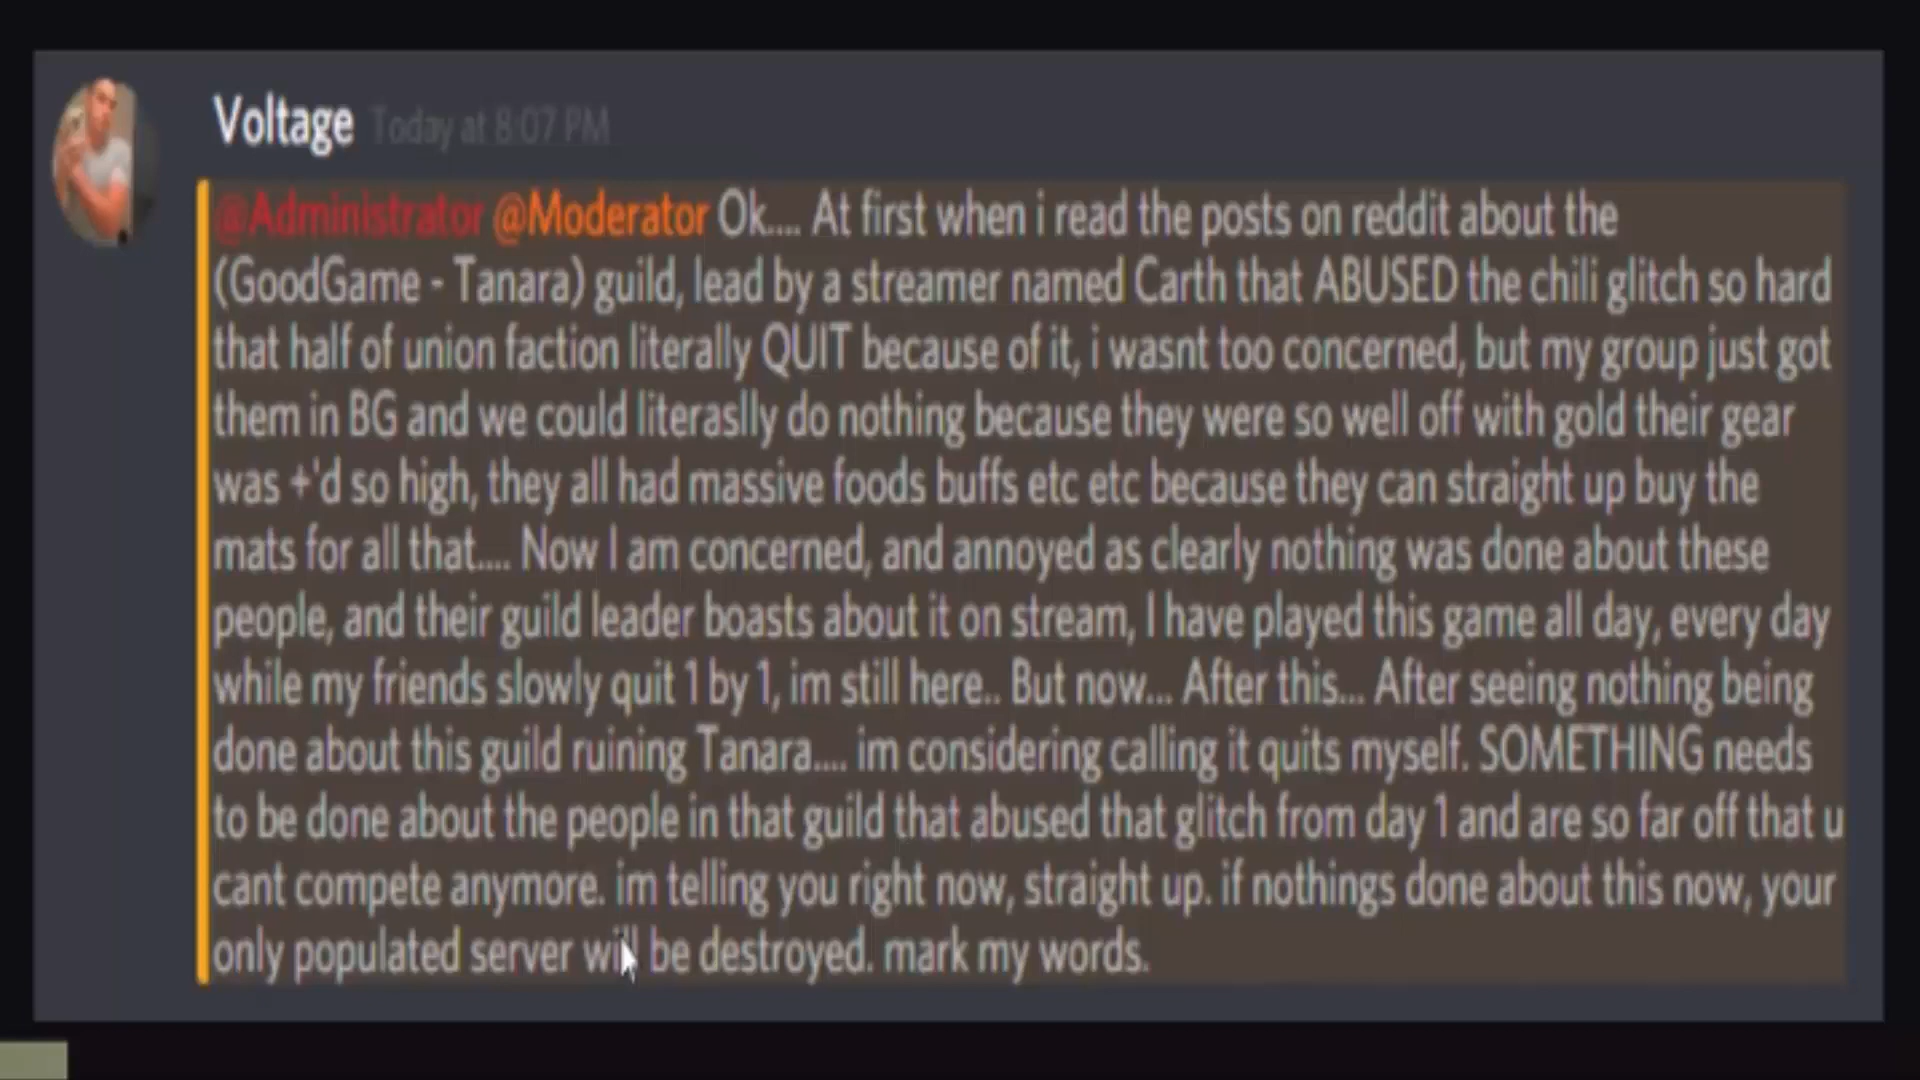 Voltage Today at 8:07 PM
@Administrator @Moderator Ok.... At first when i read the posts on reddit about the
(GoodGame - Tanara) guild, lead by a streamer named Carth that ABUSED the chili glitch so hard
that half of union faction literally QUIT because of it, i wasnt too concerned, but my group just got
them in BG and we could literaslly do nothing because they were so well off with gold their gear
was +'d so high, they all had massive foods buffs etc etc because they can straight up buy the
mats for all that.... Now I am concerned, and annoyed as clearly nothing was done about these
people, and their guild leader boasts about it on stream, I have played this game all day, every day
while my friends slowly quit 1 by 1, im still here.. But now... After this... After seeing nothing being
done about this guild ruining Tanara.... im considering calling it quits myself. SOMETHING needs
to be done about the people in that guild that abused that glitch from day 1 and are so far off that u
cant compete anymore. im telling you right now, straight up. if nothings done about this now, your
only populated server will be destroyed. mark my words.